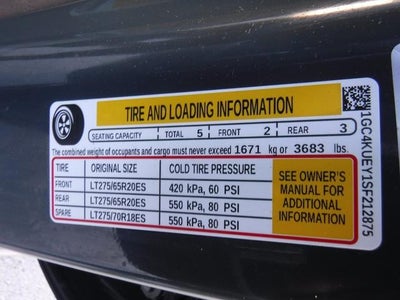 TIRE AND LOADING INFORMATION
SEATING CAPACITY TOTAL 5 FRONT 2 REAR 3
The combined weight of occupants and cargo must never exceed 1671 kg or 3683 lbs.
TIRE ORIGINAL SIZE COLD TIRE PRESSURE
FRONT LT275/65R20ES 420 kPa, 60 PSI
REAR LT275/65R20ES 550 kPa, 80 PSI
SPARE LT275/70R18ES 550 kPa, 80 PSI
SEE OWNER'S
MANUAL FOR
ADDITIONAL
INFORMATION
1GC4KUEY1SF212875